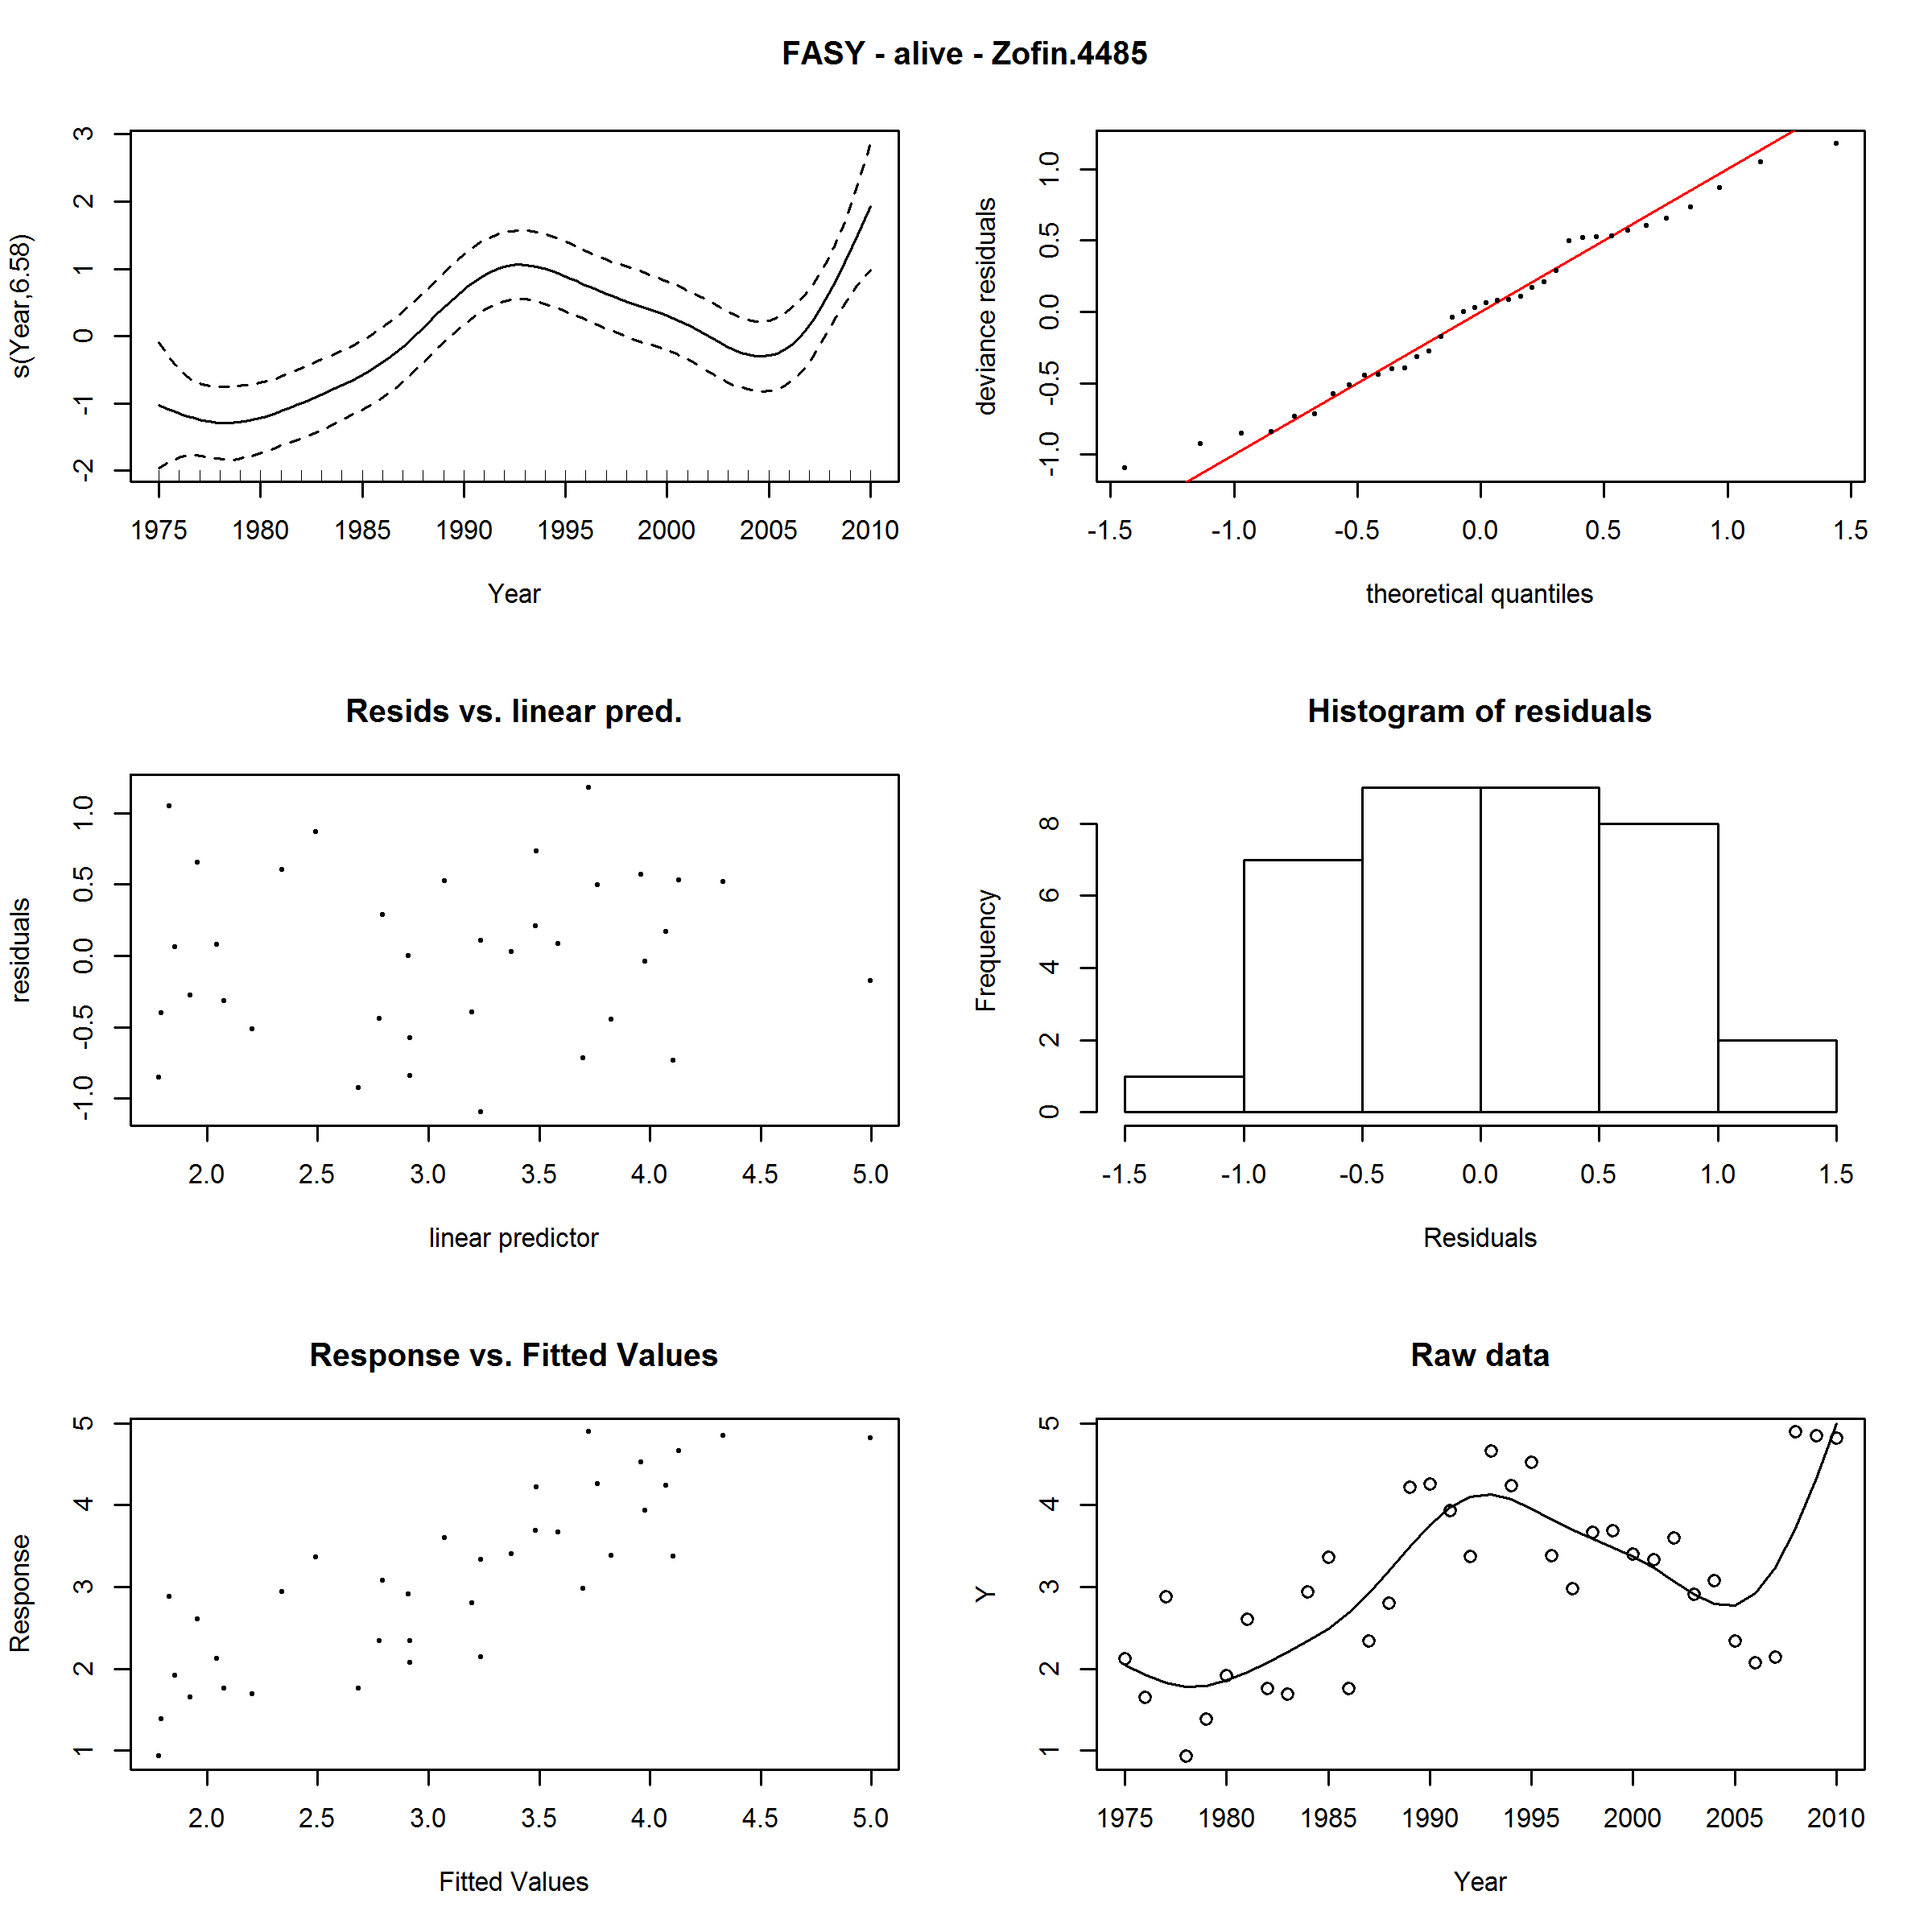 FASY - alive - Zofin.4485
s(Year,6.58)
3
2
1
0
-1
-2
1975 1980 1985 1990 1995 2000 2005 2010
Year
deviance residuals
1.0
0.5
0.0
-0.5
-1.0
-1.5 -1.0 -0.5 0.0 0.5 1.0 1.5
theoretical quantiles
Resids vs. linear pred.
residuals
1.0
0.5
0.0
-0.5
-1.0
2.0 2.5 3.0 3.5 4.0 4.5 5.0
linear predictor
Histogram of residuals
Frequency
8
6
4
2
0
-1.5 -1.0 -0.5 0.0 0.5 1.0 1.5
Residuals
Response vs. Fitted Values
Response
5
4
3
2
1
2.0 2.5 3.0 3.5 4.0 4.5 5.0
Fitted Values
Raw data
Y
5
4
3
2
1
1975 1980 1985 1990 1995 2000 2005 2010
Year